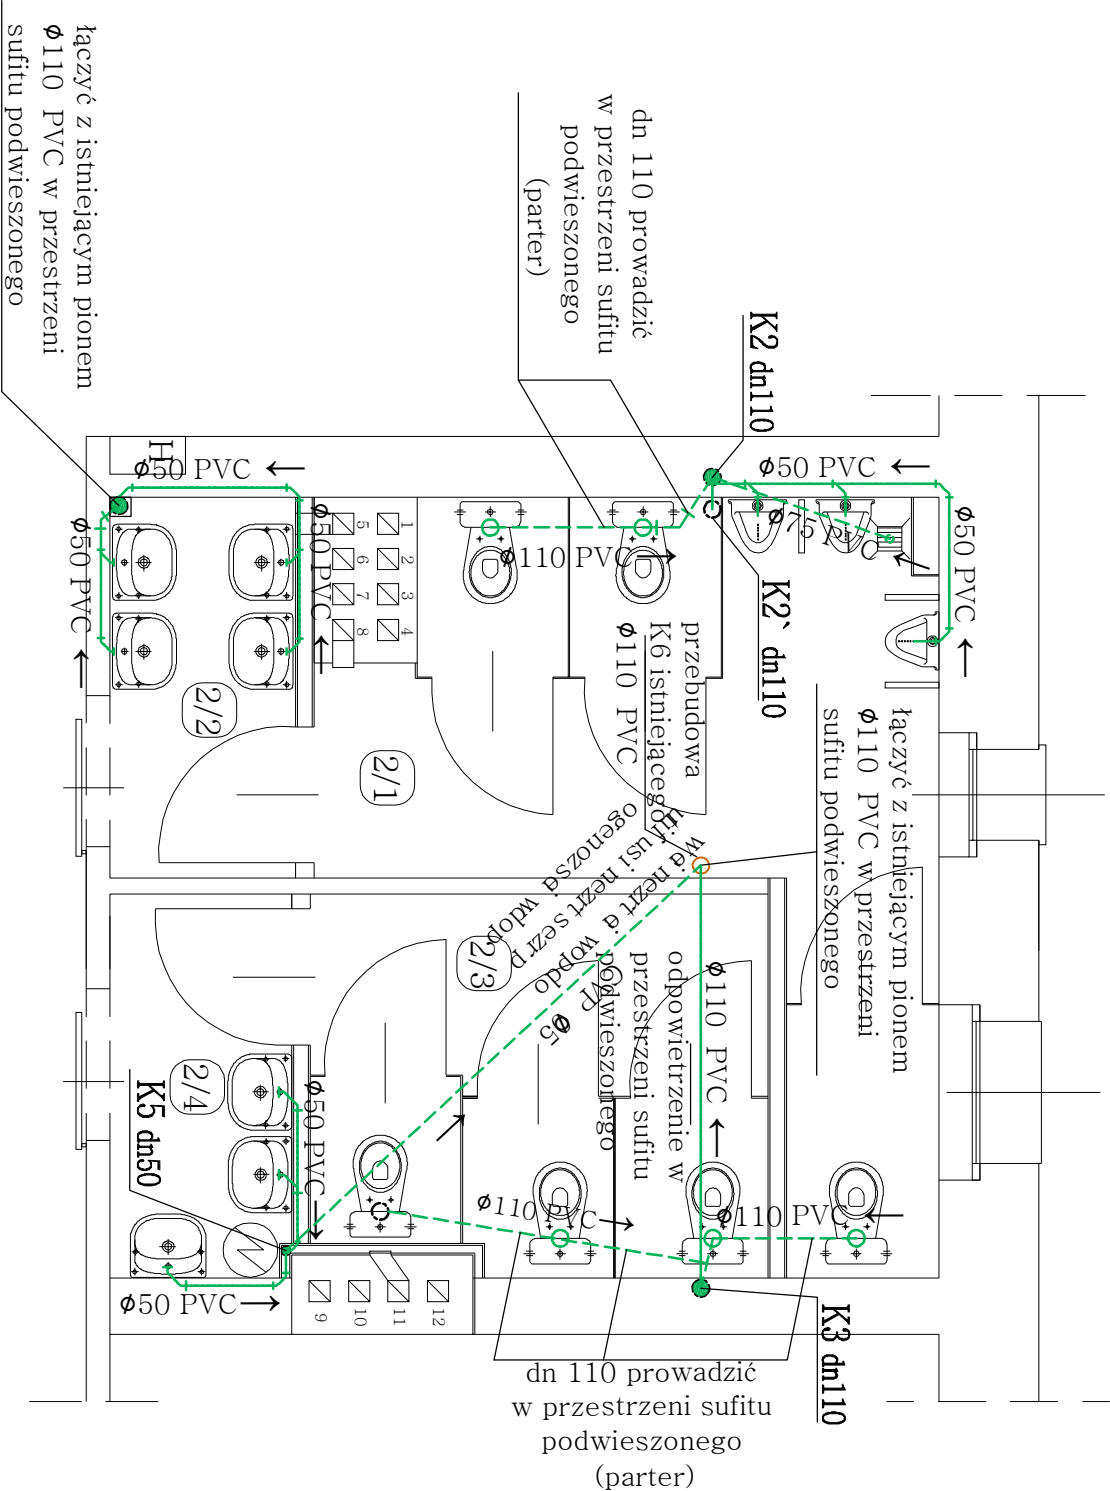 łączyć z istniejącym pionem
φ110 PVC w przestrzeni
sufitu podwieszonego
dn 110 prowadzić
w przestrzeni sufitu
podwieszonego
(parter)
K2 dn110
φ50 PVC
φ50 PVC
φ75 PVC
K2` dn110
H
φ50 PVC
φ50 PVC
φ50 PVC
1
2
3
4
5
6
7
8
φ110 PVC
przebudowa
K6 istniejącego
φ110 PVC
łączyć z istniejącym pionem
φ110 PVC w przestrzeni
sufitu podwieszonego
2/2
2/1
2/3
2/4
φ110 PVC
odpowietrzenie w
przestrzeni sufitu
podwieszonego
K5 dn50
φ50 PVC
φ50 PVC
φ110 PVC
φ110 PVC
9
10
11
12
K3 dn110
dn 110 prowadzić
w przestrzeni sufitu
podwieszonego
(parter)